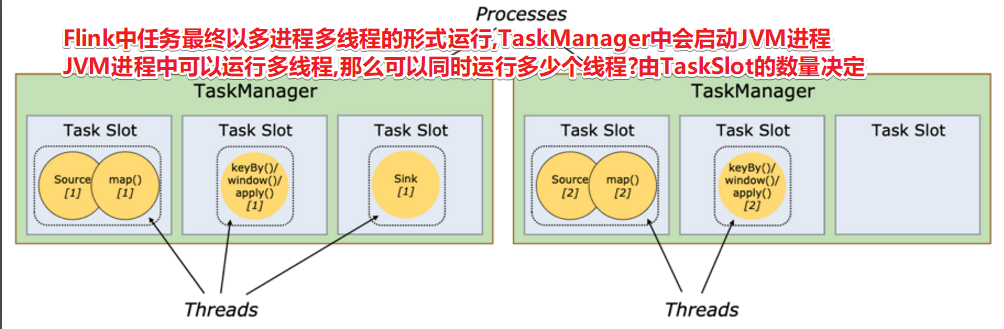 Processes
Flink中任务最终以多进程多线程的形式运行,TaskManager中会启动JVM进程
JVM进程中可以运行多线程,那么可以同时运行多少个线程?由TaskSlot的数量决定
TaskManager
Task Slot
Source
[1]
map()
[1]
Task Slot
keyBy()/
window()/
apply()
[1]
Task Slot
Sink
[1]
Threads
TaskManager
Task Slot
Source
[2]
map()
[2]
Task Slot
keyBy()/
window()/
apply()
[2]
Task Slot
Threads